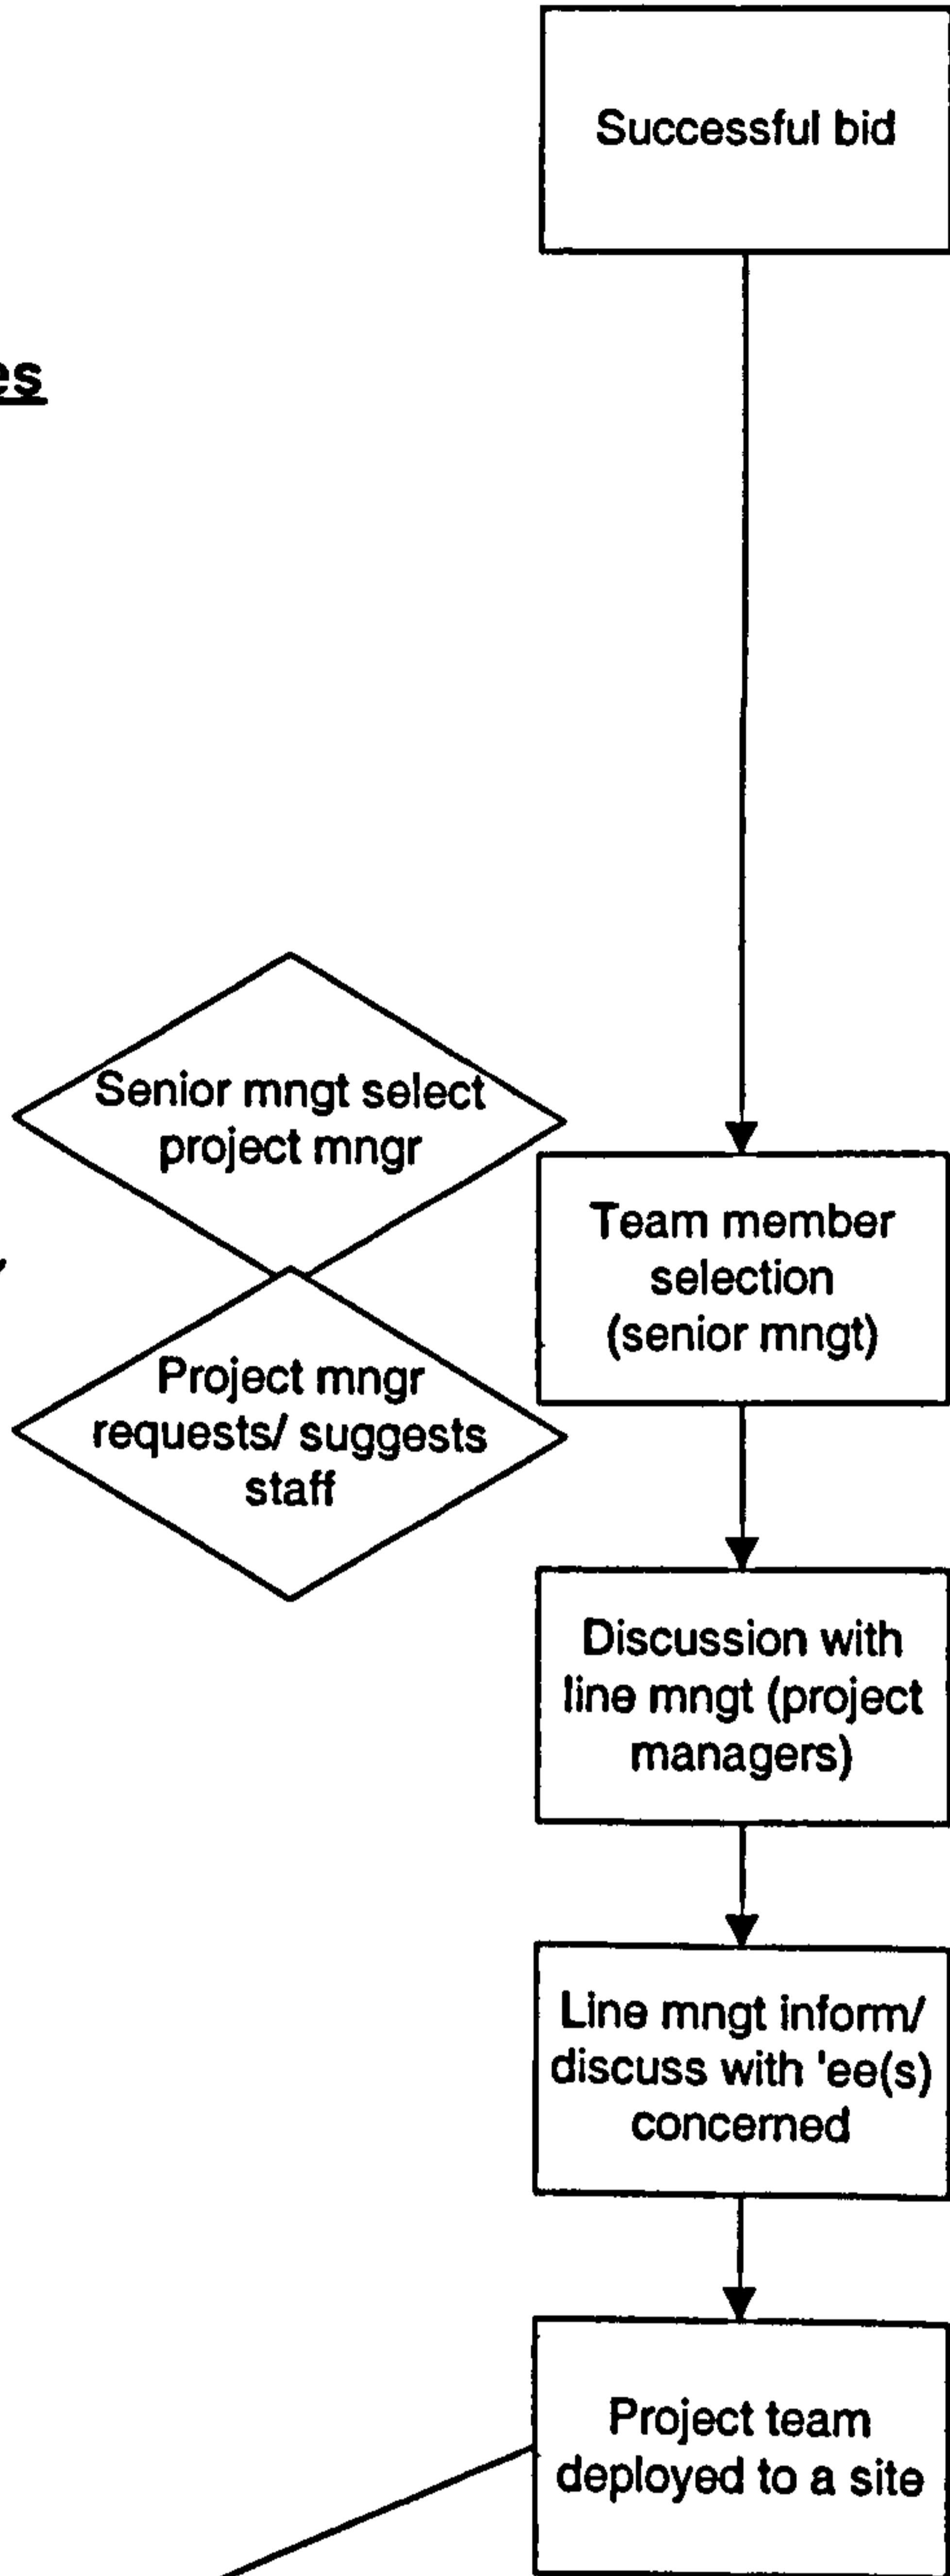 Successful bid
es
Senior mngt select
project mngr
Team member
selection
(senior mngt)
Project mngr
requests/ suggests
staff
Discussion with
line mngt (project
managers)
Line mngt inform/
discuss with 'ee(s)
concerned
Project team
deployed to a site